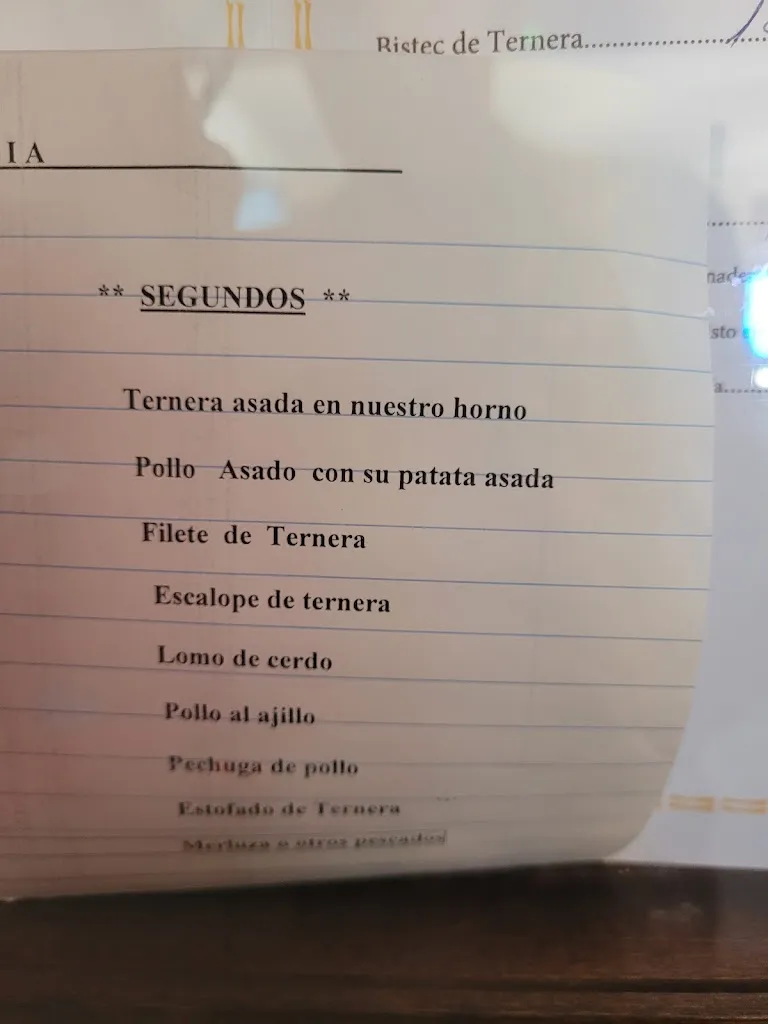 Bistec de Ternera
I A
** SEGUNDOS **
Ternera asada en nuestro horno
Pollo Asado con su patata asada
Filete de Ternera
Escalope de ternera
Lomo de cerdo
Pollo al ajillo
Pechuga de pollo
Estofado de Ternera
Merluza o otros pescados